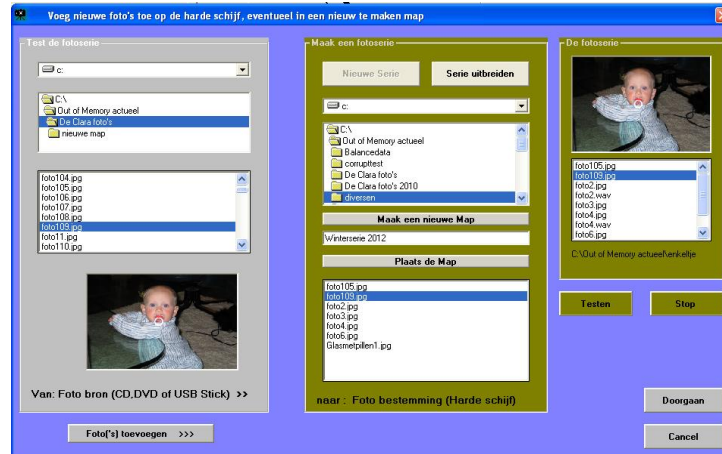 Voeg nieuwe foto's toe op de harde schijf, eventueel in een nieuw te maken map
Test de fotoserie
c:
C:\
Out of Memory actueel
De Clara foto's
nieuwe map
foto104.jpg
foto105.jpg
foto106.jpg
foto107.jpg
foto108.jpg
foto109.jpg
foto11.jpg
foto110.jpg
Van: Foto bron (CD,DVD of USB Stick) >>
Foto('s) toevoegen >>>
Maak een fotoserie
Nieuwe Serie
Serie uitbreiden
c:
C:\
Out of Memory actueel
Balancedata
corrupttest
De Clara foto's
De Clara foto's 2010
diversen
Maak een nieuwe Map
Winterserie 2012
Plaats de Map
foto105.jpg
foto109.jpg
foto2.jpg
foto3.jpg
foto4.jpg
foto6.jpg
Glasmetpillen1.jpg
naar : Foto bestemming (Harde schijf)
De fotoserie
foto105.jpg
foto109.jpg
foto2.jpg
foto2.wav
foto3.jpg
foto4.jpg
foto4.wav
foto6.jpg
C:\Out of Memory actueel\enkeltje
Testen
Stop
Doorgaan
Cancel